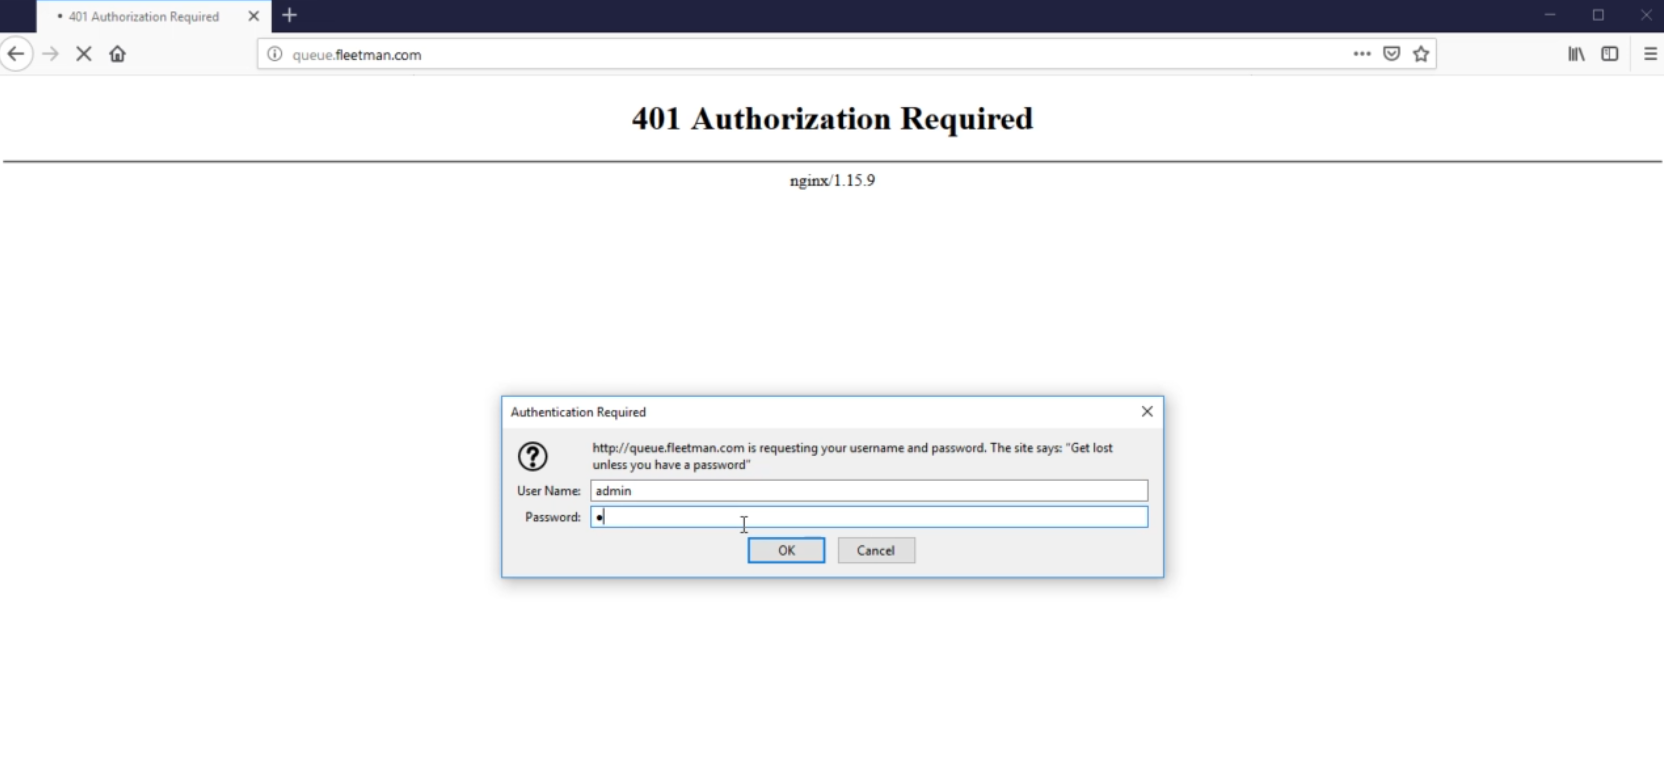 401 Authorization Required
queue.fleetman.com
401 Authorization Required
nginx/1.15.9
Authentication Required
http://queue.fleetman.com is requesting your username and password. The site says: "Get lost
unless you have a password"
User Name: admin
Password:
OK Cancel